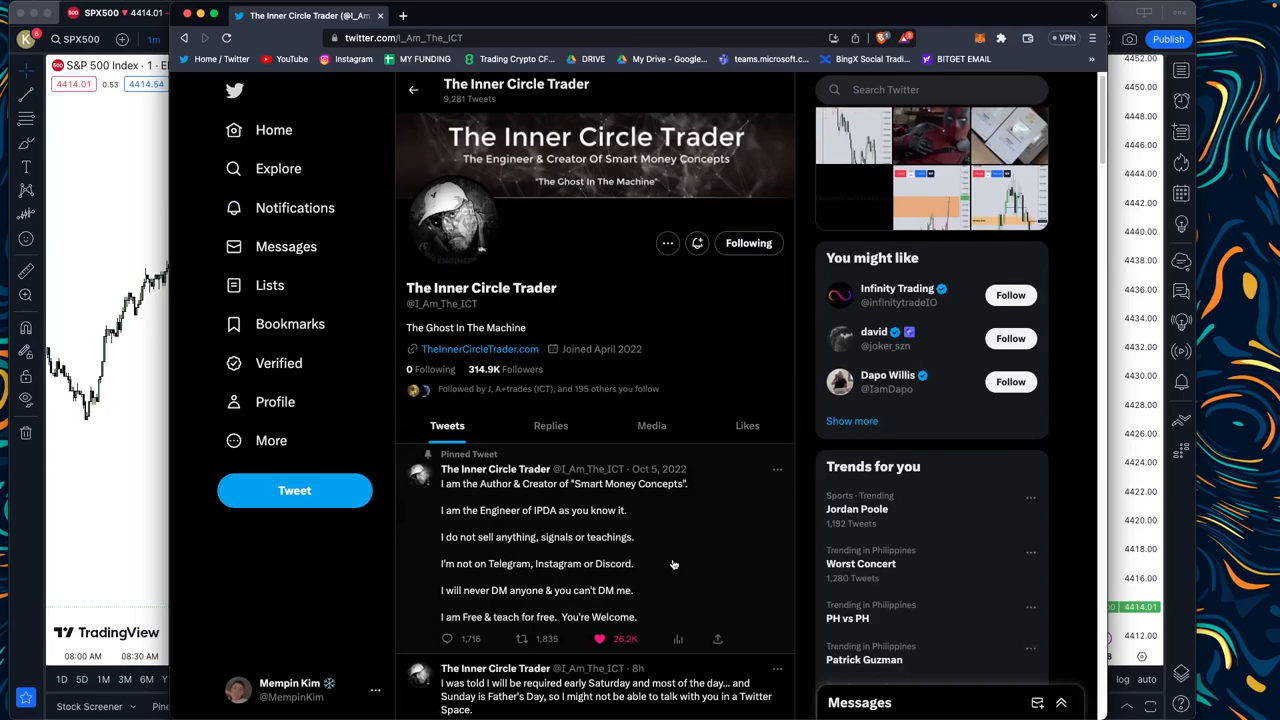 SPX500
4414.01
The Inner Circle Trader (@I_Am_
twitter.com/I_Am_The_ICT
VPN
Publish
K
6
SPX500
1m
Home / Twitter
YouTube
Instagram
MY FUNDING
DRIVE
My Drive - Google...
teams.microsoft.c...
BingX Social Tradi...
BITGET EMAIL
S&P 500 Index · 1
4414.01
0.53
4414.54
Home
Explore
Notifications
Messages
Lists
Bookmarks
Verified
Profile
More
Tweet
Mempin Kim
@MempinKim
The Inner Circle Trader
9,281 Tweets
The Inner Circle Trader
The Engineer & Creator Of Smart Money Concepts
"The Ghost In The Machine"
Following
The Inner Circle Trader
@I_Am_The_ICT
The Ghost In The Machine
TheInnerCircleTrader.com
Joined April 2022
0 Following
314.9K Followers
Followed by J, A+trades (ICT), and 195 others you follow
Tweets
Replies
Media
Likes
Pinned Tweet
The Inner Circle Trader @I_Am_The_ICT · Oct 5, 2022
I am the Author & Creator of "Smart Money Concepts".
I am the Engineer of IPDA as you know it.
I do not sell anything, signals or teachings.
I'm not on Telegram, Instagram or Discord.
I will never DM anyone & you can't DM me.
I am Free & teach for free. You're Welcome.
1,716
1,835
26.2K
The Inner Circle Trader @I_Am_The_ICT · 8h
I was told I will be required early Saturday and most of the day... and
Sunday is Father's Day, so I might not be able to talk with you in a Twitter
Space.
Search Twitter
You might like
Infinity Trading
@infinitytradeIO
Follow
david
@joker_szn
Follow
Dapo Willis
@IamDapo
Follow
Show more
Trends for you
Sports · Trending
Jordan Poole
1,192 Tweets
Trending in Philippines
Worst Concert
1,280 Tweets
Trending in Philippines
PH vs PH
Trending in Philippines
Patrick Guzman
Messages
4452.00
4450.00
4448.00
4446.00
4445.00
4444.00
4442.00
4440.00
4438.00
4436.00
4434.00
4432.00
4430.00
4428.00
4426.00
4424.00
4422.00
4420.00
4418.00
4416.00
4414.01
4412.00
TradingView
08:00 AM
08:30 AM
1D
5D
1M
3M
6M
log
auto
Stock Screener